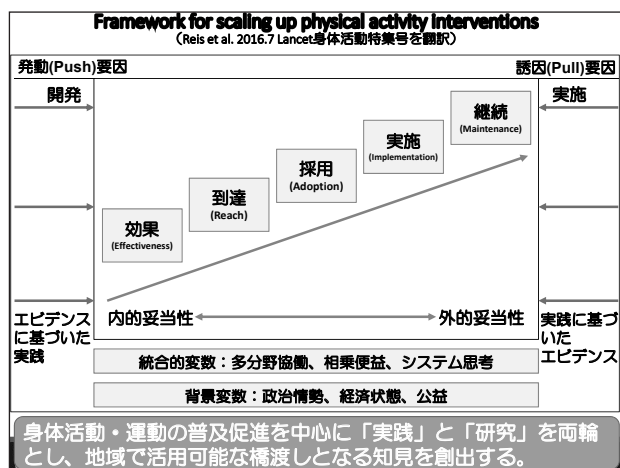 Framework for scaling up physical activity interventions
（Reis et al. 2016.7 Lancet身体活動特集号を翻訳）
発動(Push)要因
誘因(Pull)要因
開発
実施
継続
(Maintenance)
実施
(Implementation)
採用
(Adoption)
到達
(Reach)
効果
(Effectiveness)
エビデンス
に基づいた
実践
内的妥当性
外的妥当性
実践に基づ
いた
エビデンス
統合的変数：多分野協働、相乗便益、システム思考
背景変数：政治情勢、経済状態、公益
身体活動・運動の普及促進を中心に「実践」と「研究」を両輪
とし、地域で活用可能な橋渡しとなる知見を創出する。